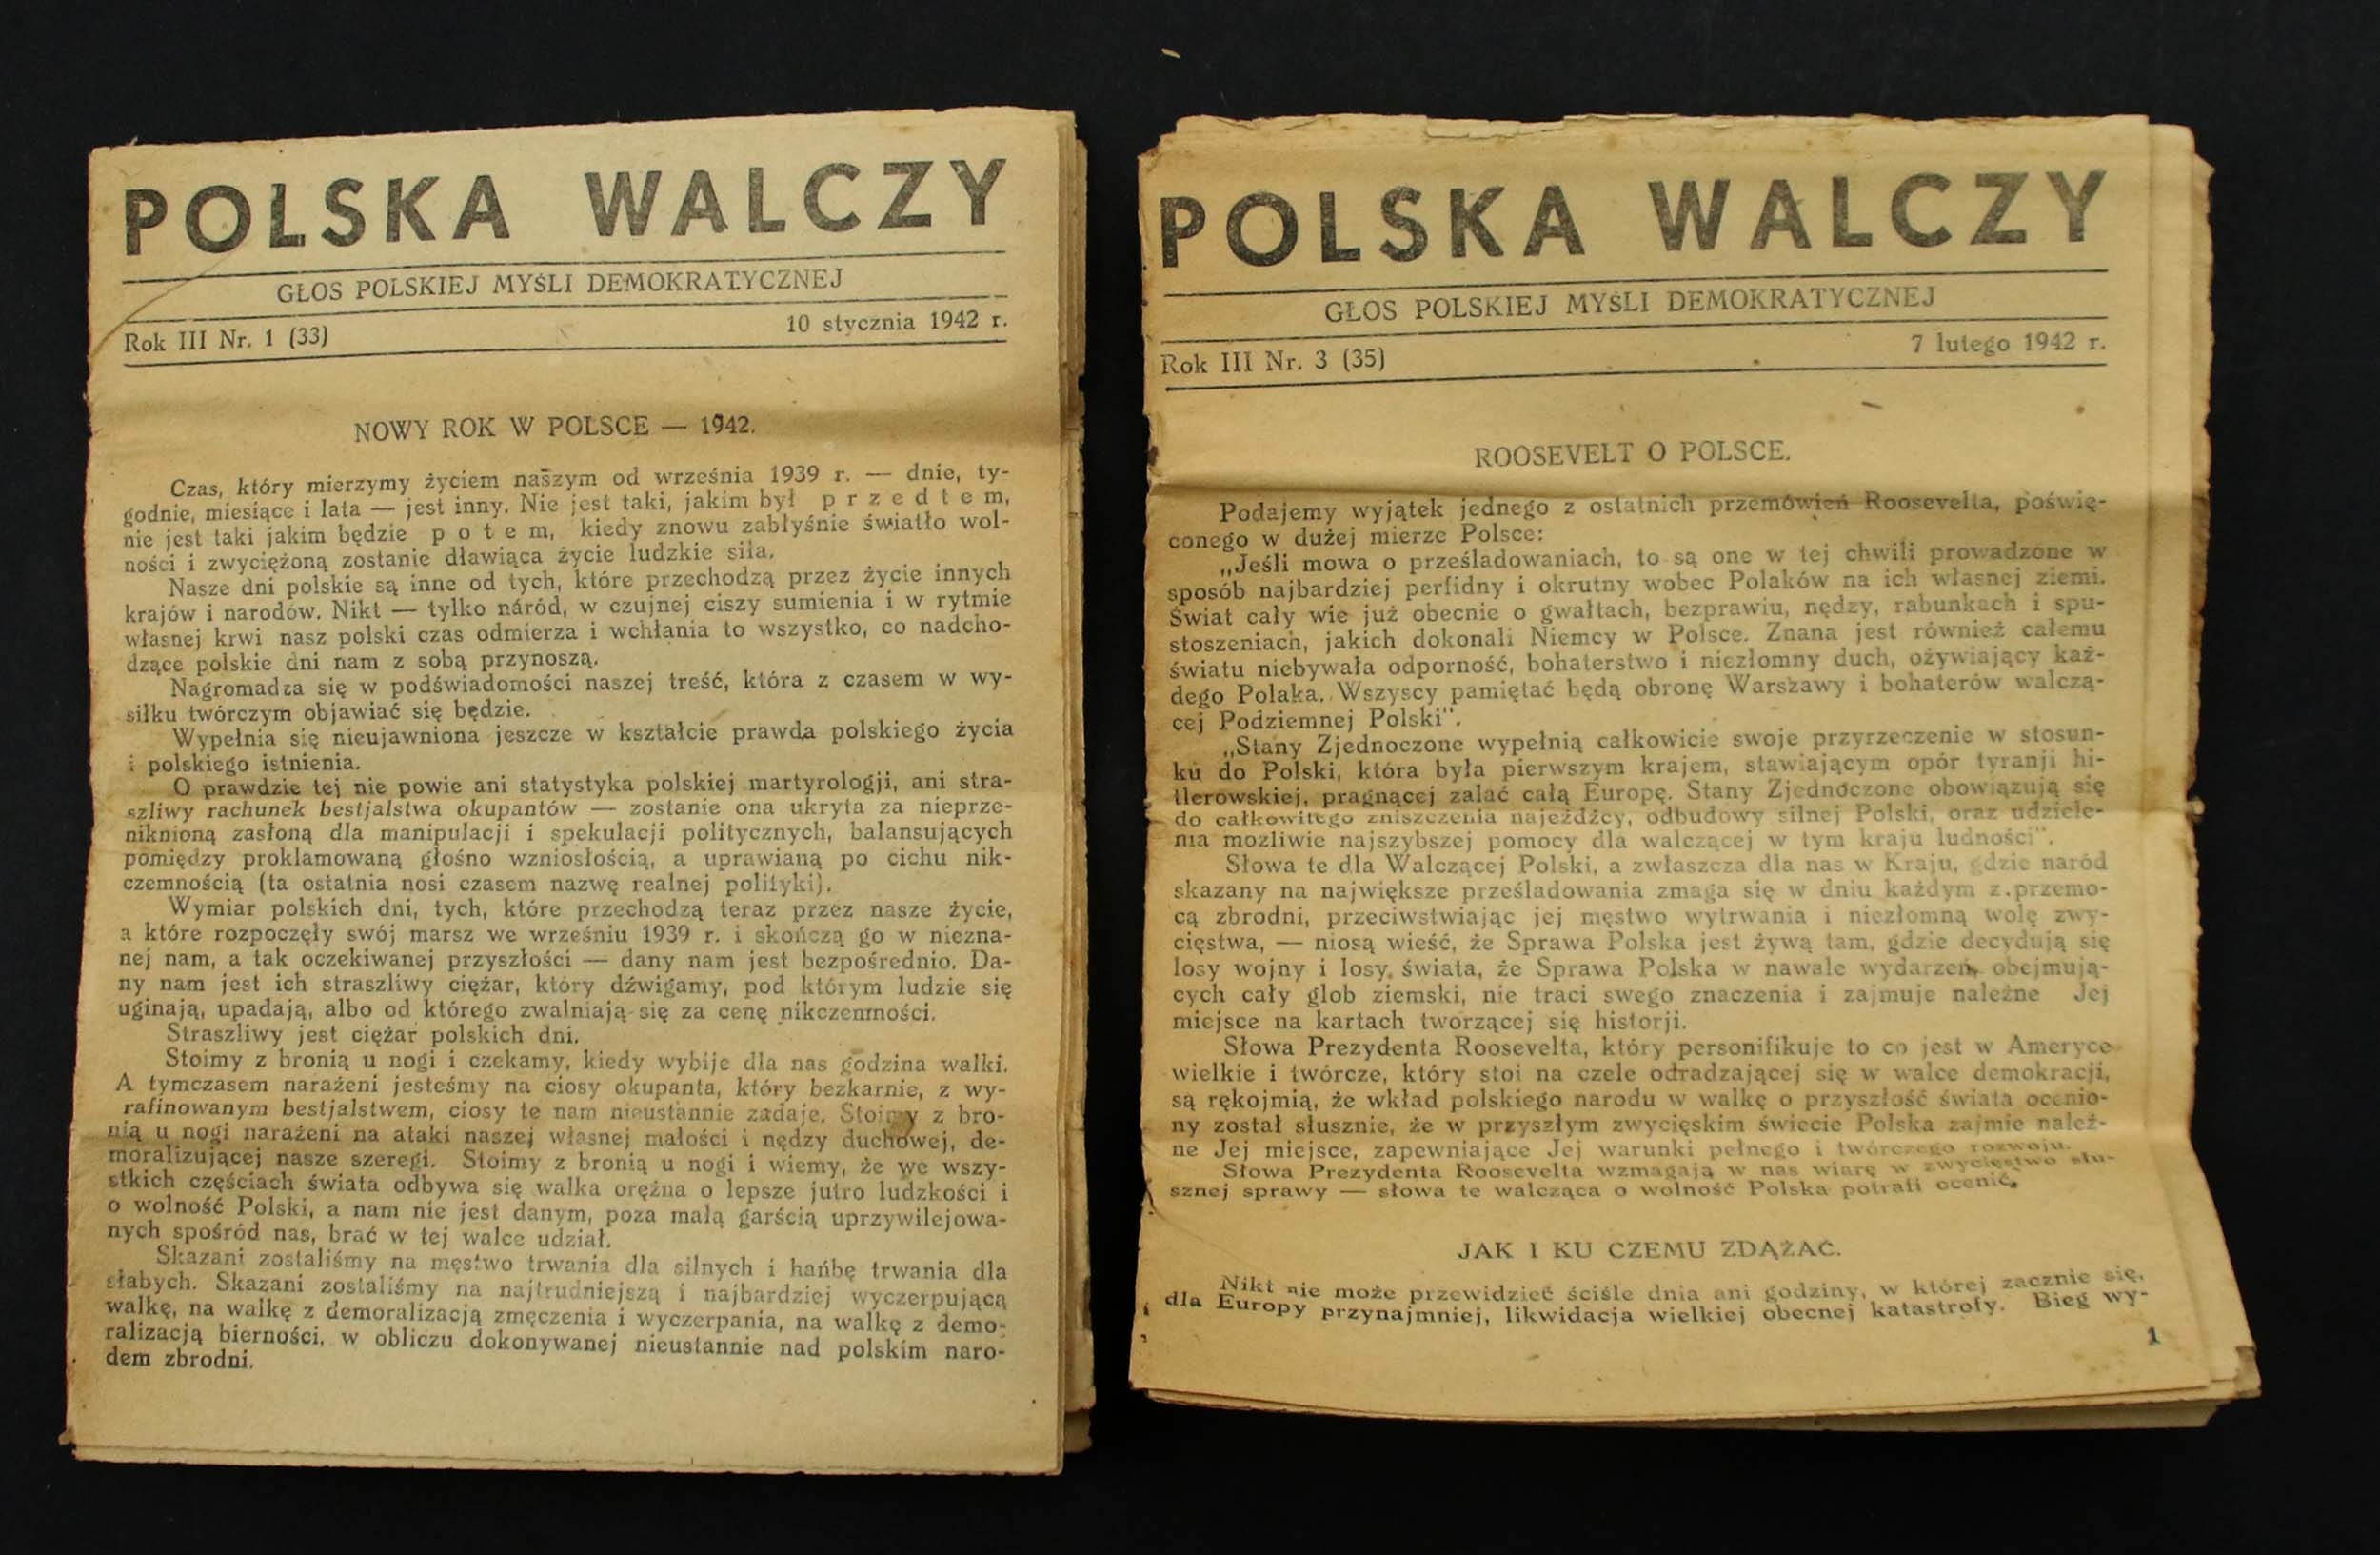 POLSKA WALCZY
GŁOS POLSKIEJ MYŚLI DEMOKRATYCZNEJ
Rok III Nr. 1 (33) 10 stycznia 1942 r.
NOWY ROK W POLSCE — 1942.
Czas, który mierzymy życiem naszym od września 1939 r. — dnie, ty-
godnie, miesiące i lata — jest inny. Nie jest taki, jakim był p r z e d t e m,
nie jest taki jakim będzie p o t e m, kiedy znowu zabłyśnie światło wol-
ności i zwyciężoną zostanie dławiąca życie ludzkie siła.
Nasze dni polskie są inne od tych, które przechodzą przez życie innych
krajów i narodów. Nikt — tylko náród, w czujnej ciszy sumienia i w rytmie
własnej krwi nasz polski czas odmierza i wchłania to wszystko, co nadcho-
dzące polskie dni nam z sobą przynoszą.
Nagromadza się w podświadomości naszej treść, która z czasem w wy-
siłku twórczym objawiać się będzie.
Wypełnia się nieujawniona jeszcze w kształcie prawda polskiego życia
i polskiego istnienia.
O prawdzie tej nie powie ani statystyka polskiej martyrologji, ani stra-
szliwy rachunek bestjalstwa okupantów — zostanie ona ukryta za nieprze-
niknioną zasłoną dla manipulacji i spekulacji politycznych, balansujących
pomiędzy proklamowaną głośno wzniosłością, a uprawianą po cichu nik-
czemnością (ta ostatnia nosi czasem nazwę realnej polityki).
Wymiar polskich dni, tych, które przechodzą teraz przez nasze życie,
a które rozpoczęły swój marsz we wrześniu 1939 r. i skończą go w niezna-
nej nam, a tak oczekiwanej przyszłości — dany nam jest bezpośrednio. Da-
ny nam jest ich straszliwy ciężar, który dźwigamy, pod którym ludzie się
uginają, upadają, albo od którego zwalniają się za cenę nikczemności.
Straszliwy jest ciężar polskich dni.
Stoimy z bronią u nogi i czekamy, kiedy wybije dla nas godzina walki.
A tymczasem narażeni jesteśmy na ciosy okupanta, który bezkarnie, z wy-
rafinowanym bestjalstwem, ciosy te nam nieustannie zadaje. Stoimy z bro-
nią u nogi narażeni na ataki naszej własnej małości i nędzy duchowej, de-
moralizującej nasze szeregi. Stoimy z bronią u nogi i wiemy, że we wszy-
stkich częściach świata odbywa się walka orężna o lepsze jutro ludzkości i
o wolność Polski, a nam nie jest danym, poza małą garścią uprzywilejowa-
nych spośród nas, brać w tej walce udział.
Skazani zostaliśmy na męstwo trwania dla silnych i hańbę trwania dla
słabych. Skazani zostaliśmy na najtrudniejszą i najbardziej wyczerpującą
walkę, na walkę z demoralizacją zmęczenia i wyczerpania, na walkę z demo-
ralizacją bierności, w obliczu dokonywanej nieustannie nad polskim naro-
dem zbrodni.
POLSKA WALCZY
GŁOS POLSKIEJ MYŚLI DEMOKRATYCZNEJ
Rok III Nr. 3 (35) 7 lutego 1942 r.
ROOSEVELT O POLSCE.
Podajemy wyjątek jednego z ostatnich przemówień Roosevelta, poświę-
conego w dużej mierze Polsce:
„Jeśli mowa o prześladowaniach, to są one w tej chwili prowadzone w
sposób najbardziej perfidny i okrutny wobec Polaków na ich własnej ziemi.
Świat cały wie już obecnie o gwałtach, bezprawiu, nędzy, rabunkach i spu-
stoszeniach, jakich dokonali Niemcy w Polsce. Znana jest również całemu
światu niebywała odporność, bohaterstwo i niezłomny duch, ożywiający każ-
dego Polaka. Wszyscy pamiętać będą obronę Warszawy i bohaterów walczą-
cej Podziemnej Polski".
„Stany Zjednoczone wypełnią całkowicie swoje przyrzeczenie w stosun-
ku do Polski, która była pierwszym krajem, stawiającym opór tyranji hi-
tlerowskiej, pragnącej zalać całą Europę. Stany Zjednoczone obowiązują się
do całkowitego zniszczenia najeźdźcy, odbudowy silnej Polski, oraz udziele-
nia możliwie najszybszej pomocy dla walczącej w tym kraju ludności".
Słowa te dla Walczącej Polski, a zwłaszcza dla nas w Kraju, gdzie naród
skazany na największe prześladowania zmaga się w dniu każdym z przemo-
cą zbrodni, przeciwstwiając jej męstwo wytrwania i niezłomną wolę zwy-
cięstwa, — niosą wieść, że Sprawa Polska jest żywą tam, gdzie decydują się
losy wojny i losy świata, że Sprawa Polska w nawale wydarzeń, obejmują-
cych cały glob ziemski, nie traci swego znaczenia i zajmuje należne Jej
miejsce na kartach tworzącej się historji.
Słowa Prezydenta Roosevelta, który personifikuje to co jest w Ameryce
wielkie i twórcze, który stoi na czele odradzającej się w walce demokracji,
są rękojmią, że wkład polskiego narodu w walkę o przyszłość świata ocenio-
ny został słusznie, że w przyszłym zwycięskim świecie Polska zajmie należ-
ne Jej miejsce, zapewniające Jej warunki pełnego i twórczego rozwoju.
Słowa Prezydenta Roosevelta wzmagają w nas wiarę w zwycięstwo słu-
sznej sprawy — słowa te walcząca o wolność Polska potrafi ocenić.
JAK I KU CZEMU ZDĄŻAĆ.
Nikt nie może przewidzieć ściśle dnia ani godziny, w której zacznie się,
dla Europy przynajmniej, likwidacja wielkiej obecnej katastrofy. Bieg wy-
1